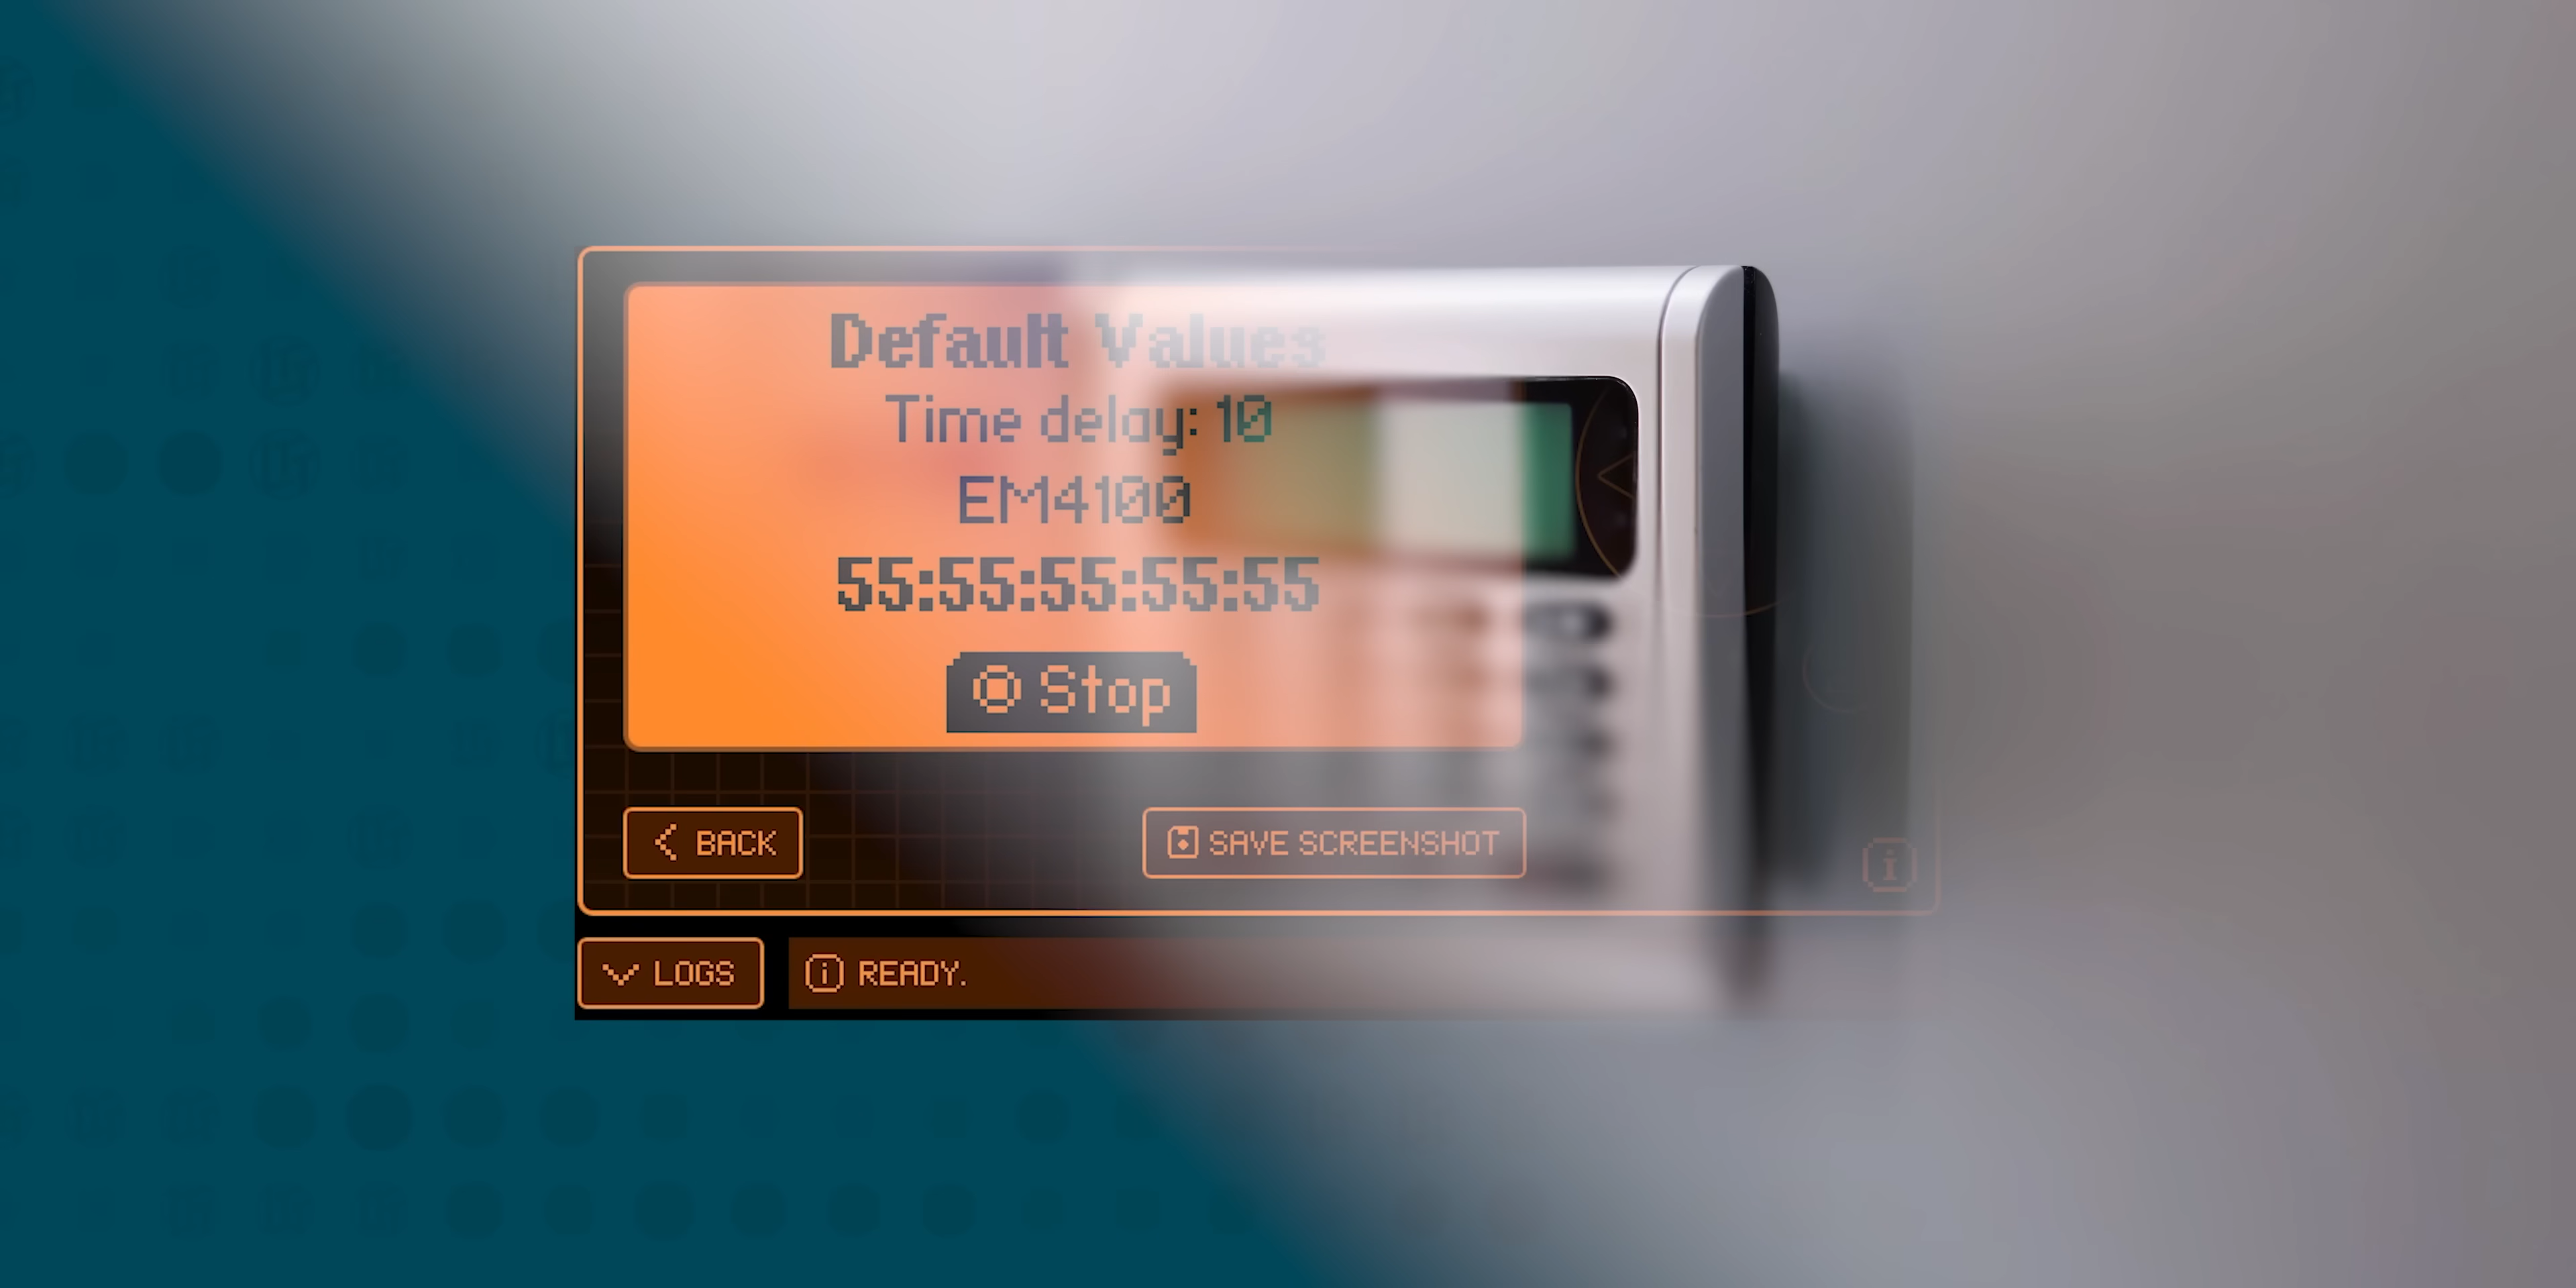 Default Values
Time delay: 10
EM4100
55:55:55:55:55
Stop
BACK
SAVE SCREENSHOT
LOGS
READY.